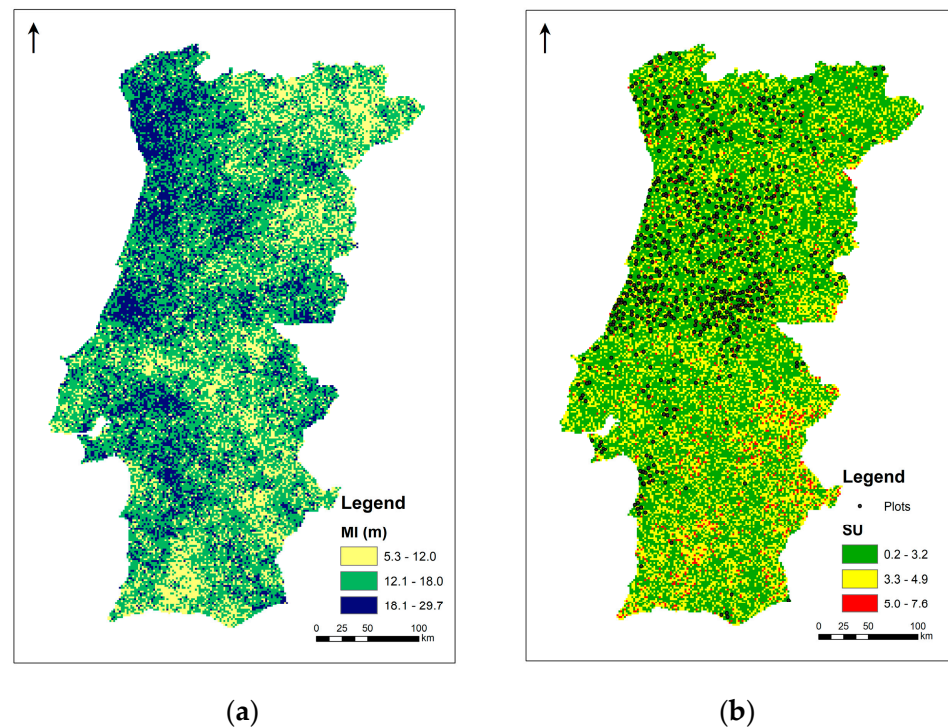 Legend
MI (m)
5.3 - 12.0
12.1 - 18.0
18.1 - 29.7
0 25 50 100
km
Legend
Plots
SU
0.2 - 3.2
3.3 - 4.9
5.0 - 7.6
0 25 50 100
km
(a)
(b)